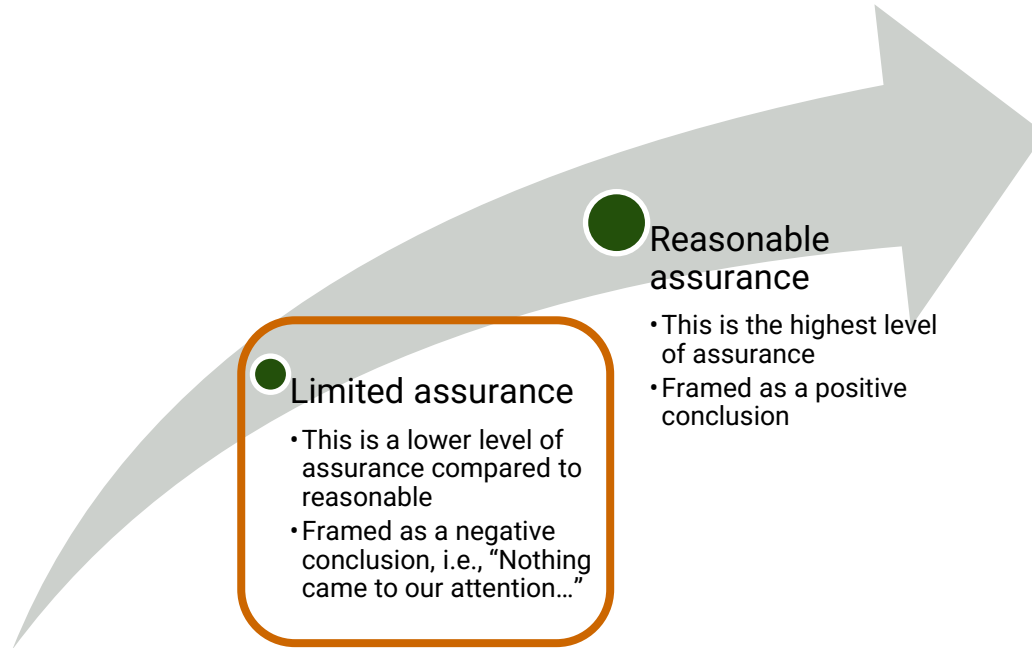 Reasonable
assurance
•This is the highest level
of assurance
•Framed as a positive
conclusion
Limited assurance
•This is a lower level of
assurance compared to
reasonable
•Framed as a negative
conclusion, i.e., “Nothing
came to our attention…”